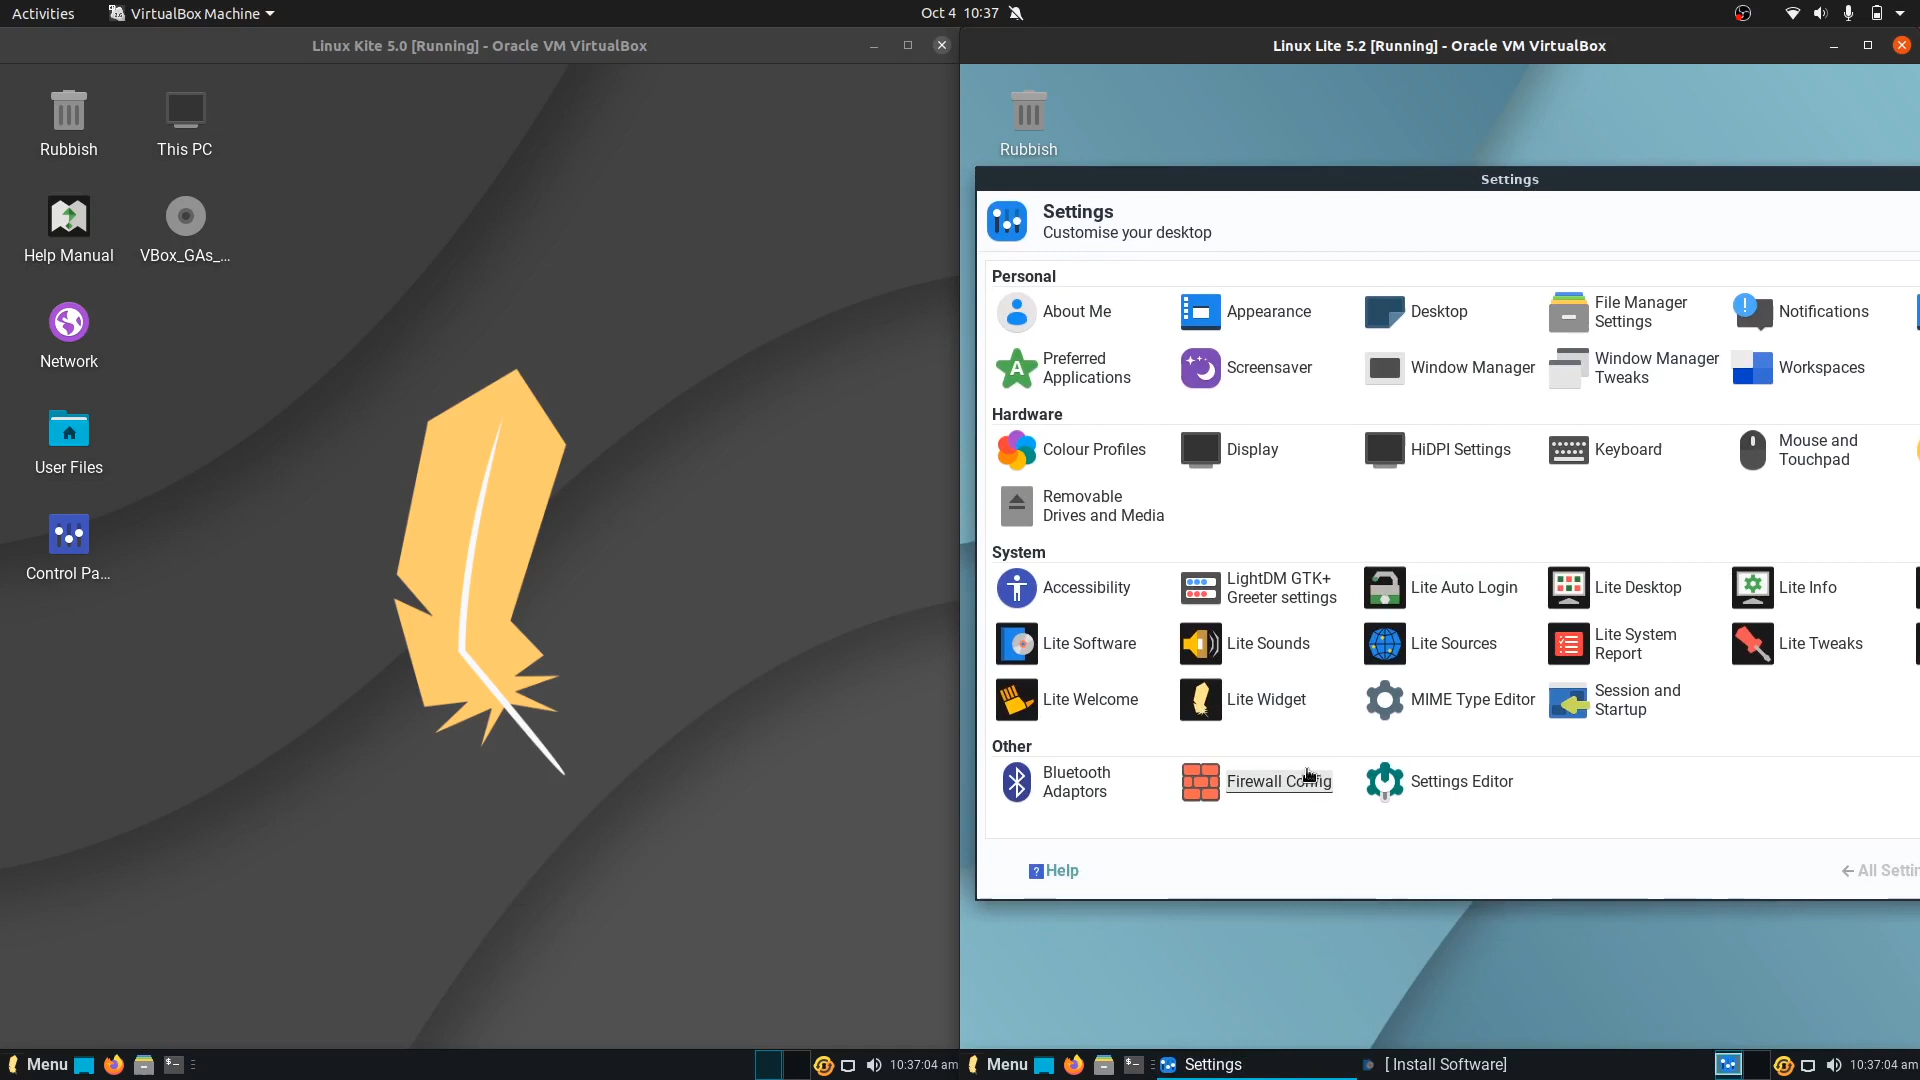 Activities VirtualBox Machine Oct 4 10:37
Linux Kite 5.0 [Running] - Oracle VM VirtualBox
Rubbish This PC
Help Manual VBox_GAs_...
Network
User Files
Control Pa...
Menu 10:37:04 am
Linux Lite 5.2 [Running] - Oracle VM VirtualBox
Rubbish
Settings
Settings
Customise your desktop
Personal
About Me Appearance Desktop File Manager Settings Notifications
Preferred Applications Screensaver Window Manager Window Manager Tweaks Workspaces
Hardware
Colour Profiles Display HiDPI Settings Keyboard Mouse and Touchpad
Removable Drives and Media
System
Accessibility LightDM GTK+ Greeter settings Lite Auto Login Lite Desktop Lite Info
Lite Software Lite Sounds Lite Sources Lite System Report Lite Tweaks
Lite Welcome Lite Widget MIME Type Editor Session and Startup
Other
Bluetooth Adaptors Firewall Config Settings Editor
Help All Settin
Menu Settings [ Install Software] 10:37:04 am